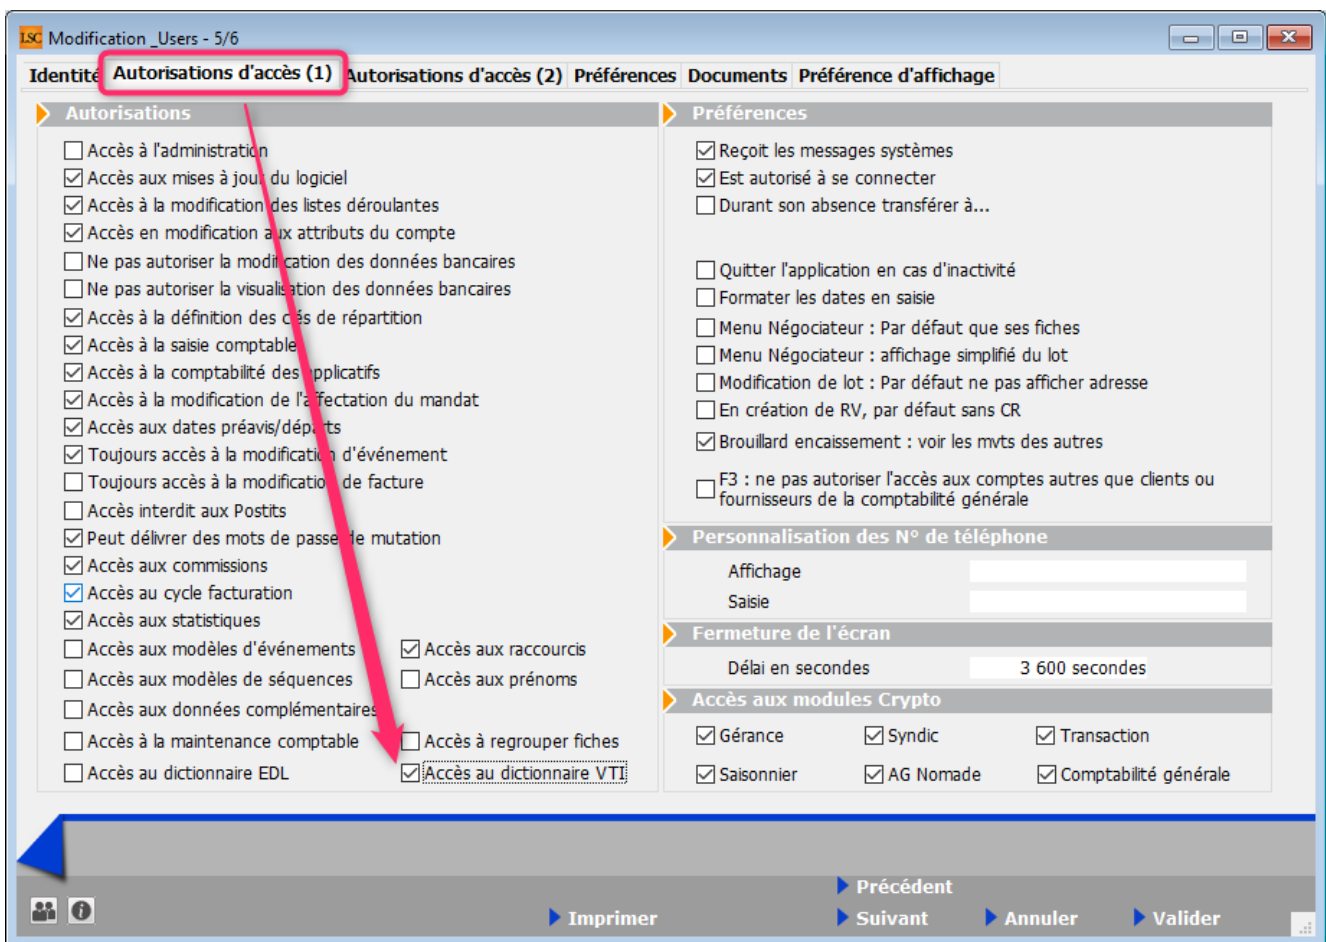 LSC Modification _Users - 5/6
Identité Autorisations d'accès (1) Autorisations d'accès (2) Préférences Documents Préférence d'affichage
Autorisations
Accès à l'administration
Accès aux mises à jour du logiciel
Accès à la modification des listes déroulantes
Accès en modification aux attributs du compte
Ne pas autoriser la modification des données bancaires
Ne pas autoriser la visualisation des données bancaires
Accès à la définition des clés de répartition
Accès à la saisie comptable
Accès à la comptabilité des applicatifs
Accès à la modification de l'affectation du mandat
Accès aux dates préavis/départs
Toujours accès à la modification d'événement
Toujours accès à la modification de facture
Accès interdit aux Postits
Peut délivrer des mots de passe de mutation
Accès aux commissions
Accès au cycle facturation
Accès aux statistiques
Accès aux modèles d'événements Accès aux raccourcis
Accès aux modèles de séquences Accès aux prénoms
Accès aux données complémentaires
Accès à la maintenance comptable Accès à regrouper fiches
Accès au dictionnaire EDL Accès au dictionnaire VTI
Préférences
Reçoit les messages systèmes
Est autorisé à se connecter
Durant son absence transférer à...
Quitter l'application en cas d'inactivité
Formater les dates en saisie
Menu Négociateur : Par défaut que ses fiches
Menu Négociateur : affichage simplifié du lot
Modification de lot : Par défaut ne pas afficher adresse
En création de RV, par défaut sans CR
Brouillard encaissement : voir les mvts des autres
F3 : ne pas autoriser l'accès aux comptes autres que clients ou
fournisseurs de la comptabilité générale
Personnalisation des N° de téléphone
Affichage
Saisie
Fermeture de l'écran
Délai en secondes 3 600 secondes
Accès aux modules Crypto
Gérance Syndic Transaction
Saisonnier AG Nomade Comptabilité générale
Précédent
Imprimer Suivant Annuler Valider